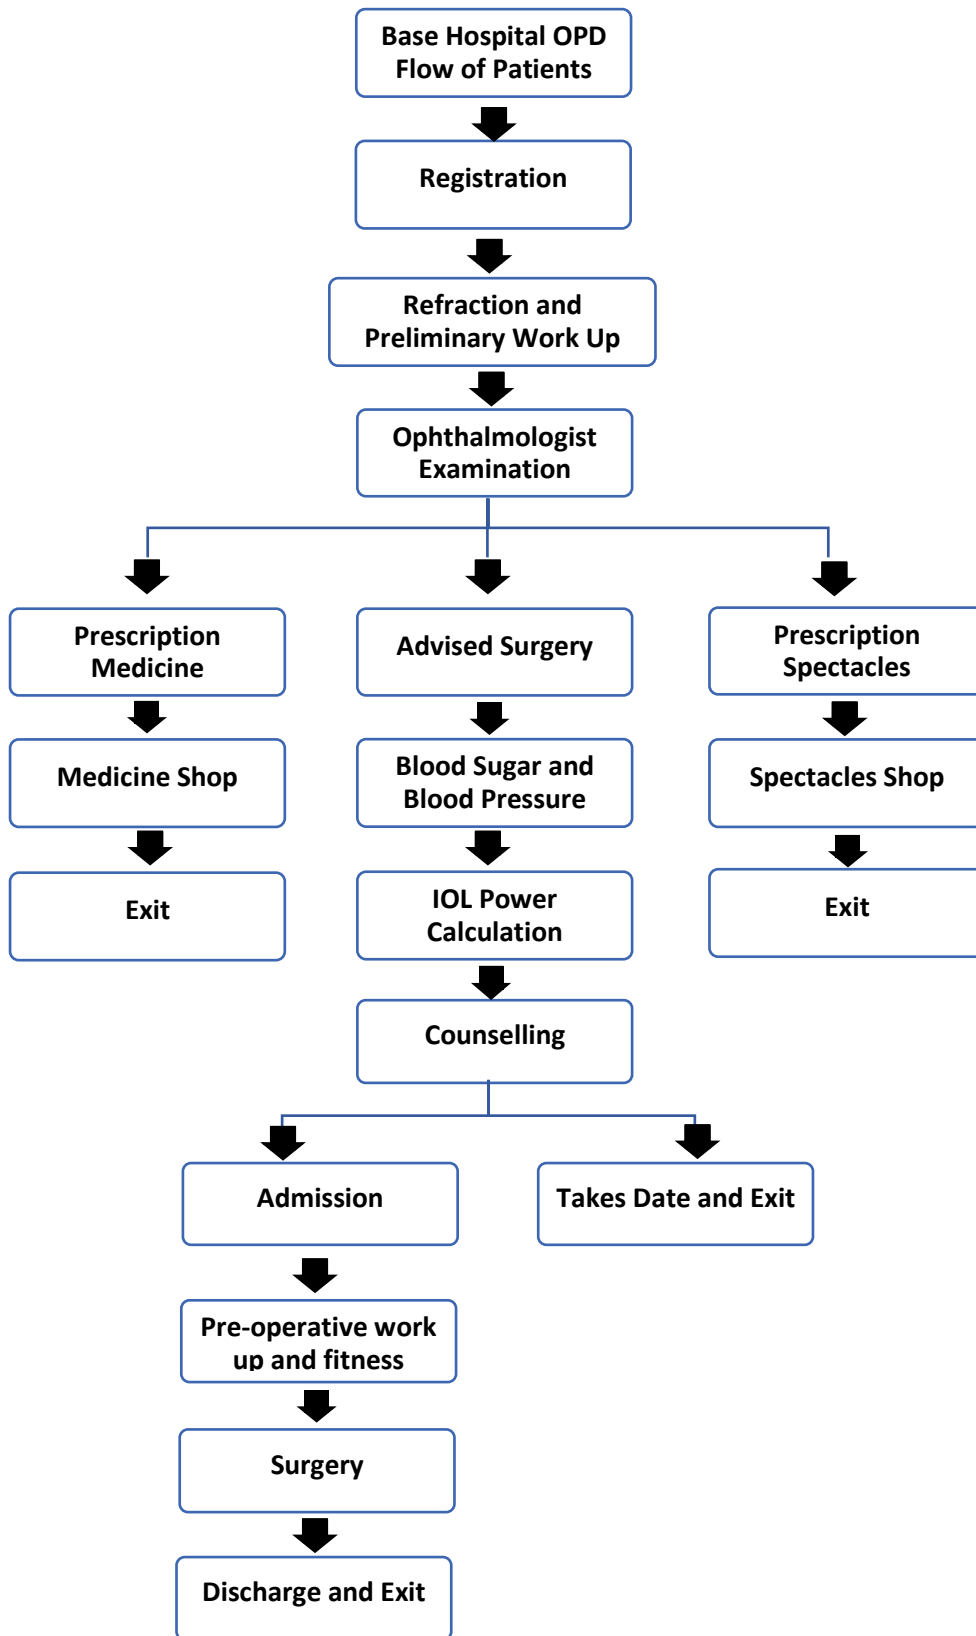 Base Hospital OPD
Flow of Patients
Registration
Refraction and
Preliminary Work Up
Ophthalmologist
Examination
Prescription
Medicine
Advised Surgery
Prescription
Spectacles
Medicine Shop
Blood Sugar and
Blood Pressure
Spectacles Shop
Exit
IOL Power
Calculation
Exit
Counselling
Admission
Takes Date and Exit
Pre-operative work
up and fitness
Surgery
Discharge and Exit